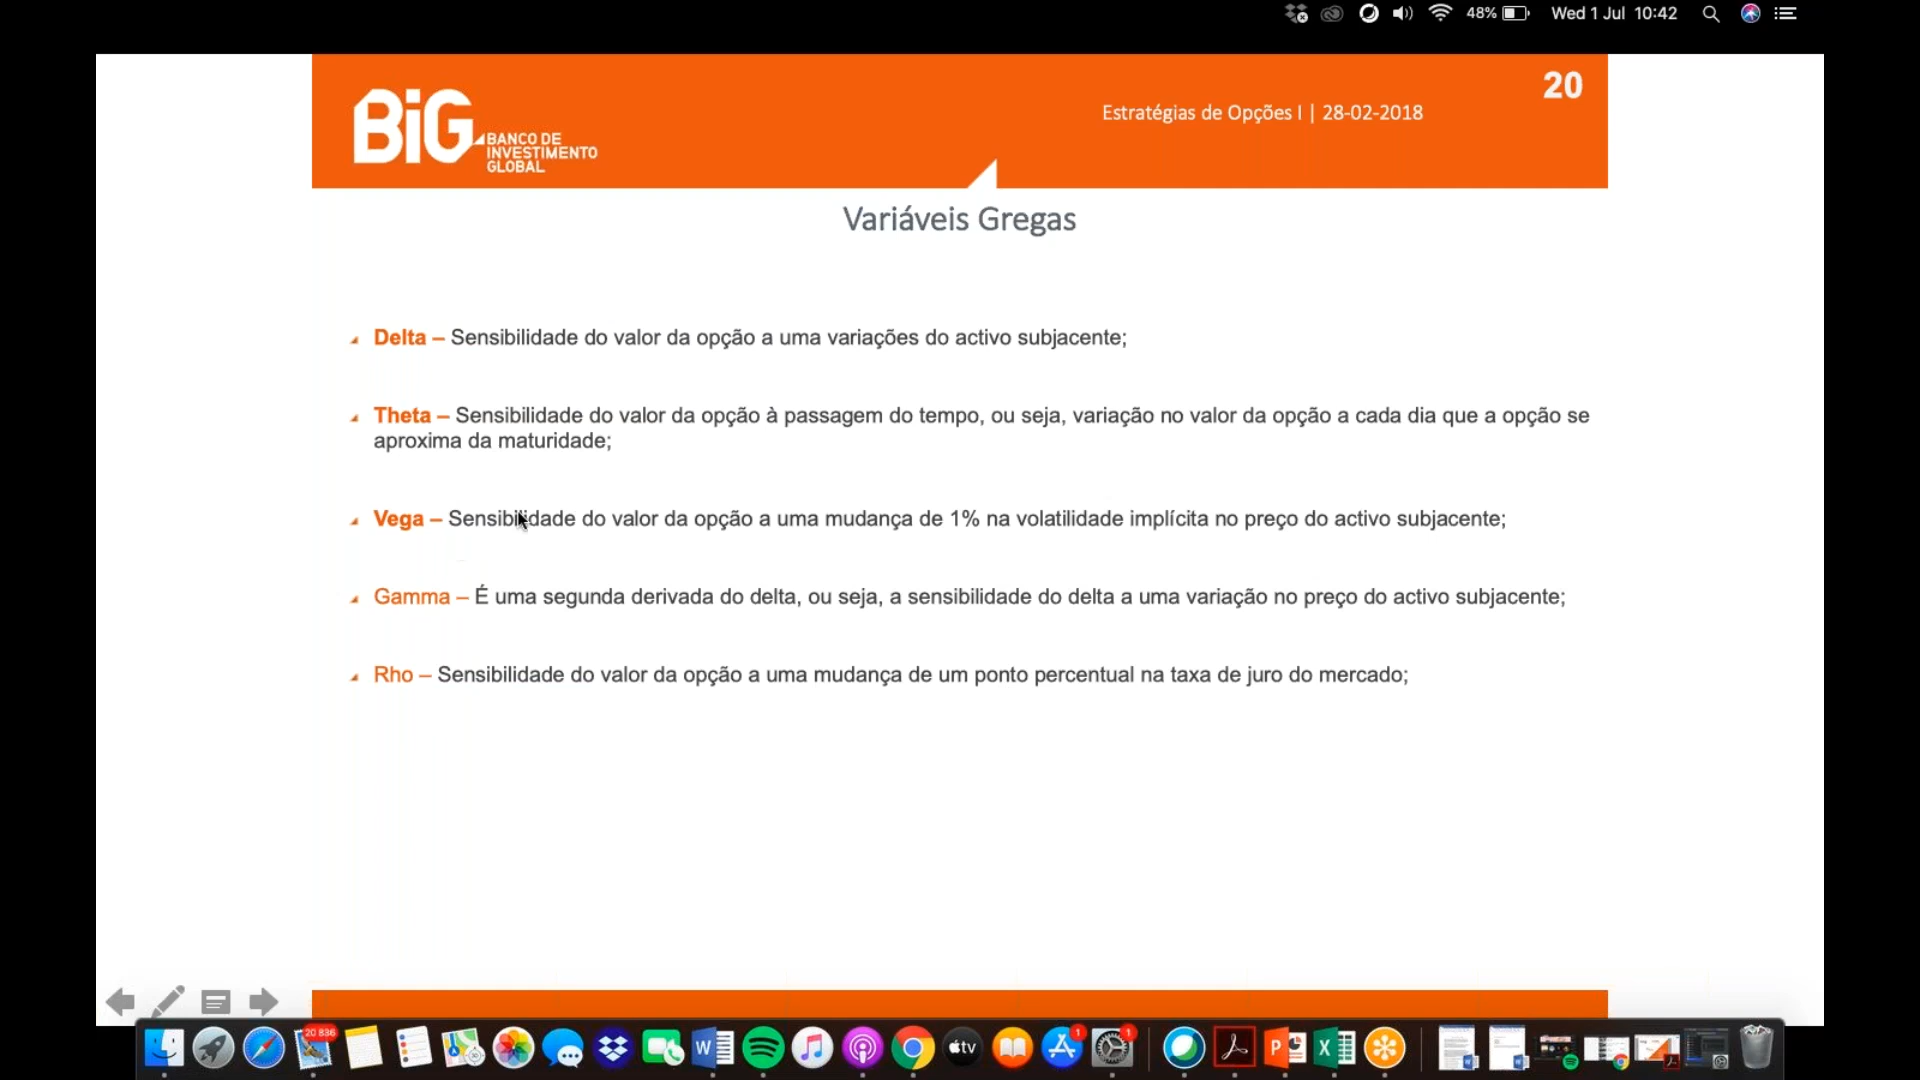 48%
Wed 1 Jul 10:42
20
Estratégias de Opções I | 28-02-2018
BiG BANCO DE
INVESTIMENTO
GLOBAL
Variáveis Gregas
Delta – Sensibilidade do valor da opção a uma variações do activo subjacente;
Theta – Sensibilidade do valor da opção à passagem do tempo, ou seja, variação no valor da opção a cada dia que a opção se
aproxima da maturidade;
Vega – Sensibilidade do valor da opção a uma mudança de 1% na volatilidade implícita no preço do activo subjacente;
Gamma – É uma segunda derivada do delta, ou seja, a sensibilidade do delta a uma variação no preço do activo subjacente;
Rho – Sensibilidade do valor da opção a uma mudança de um ponto percentual na taxa de juro do mercado;
20 836
W
tv
1
1
P
X